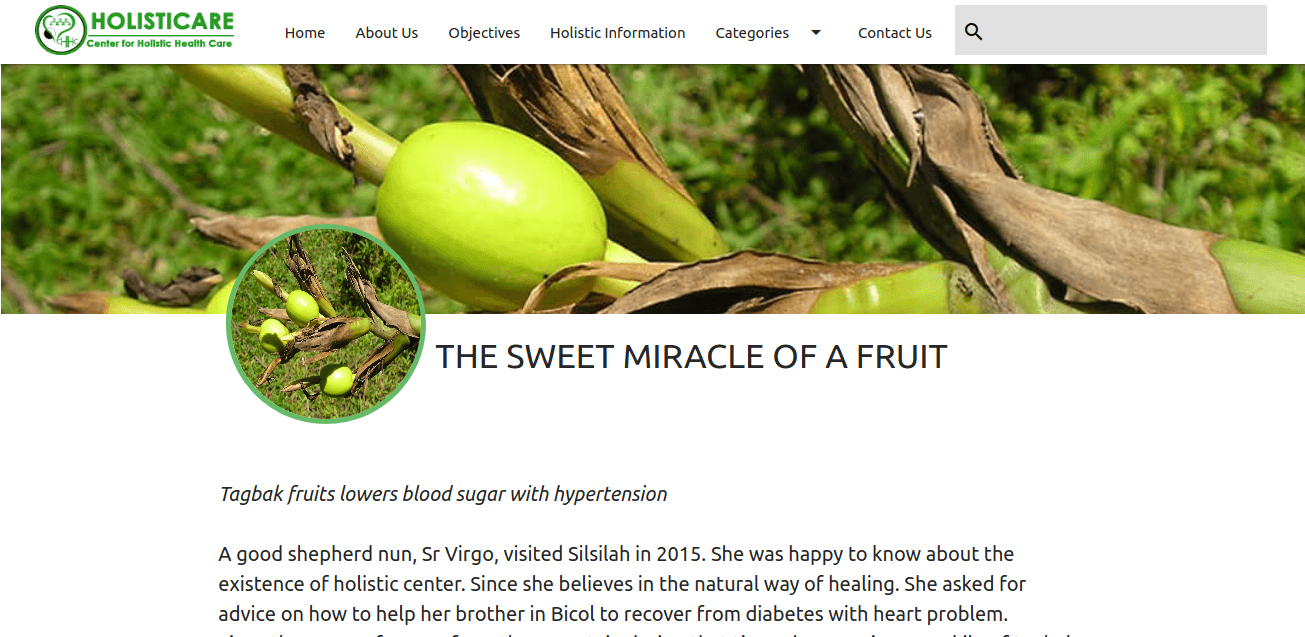 HOLISTICARE
Center for Holistic Health Care
Home About Us Objectives Holistic Information Categories Contact Us
THE SWEET MIRACLE OF A FRUIT
Tagbak fruits lowers blood sugar with hypertension
A good shepherd nun, Sr Virgo, visited Silsilah in 2015. She was happy to know about the
existence of holistic center. Since she believes in the natural way of healing. She asked for
advice on how to help her brother in Bicol to recover from diabetes with heart problem.